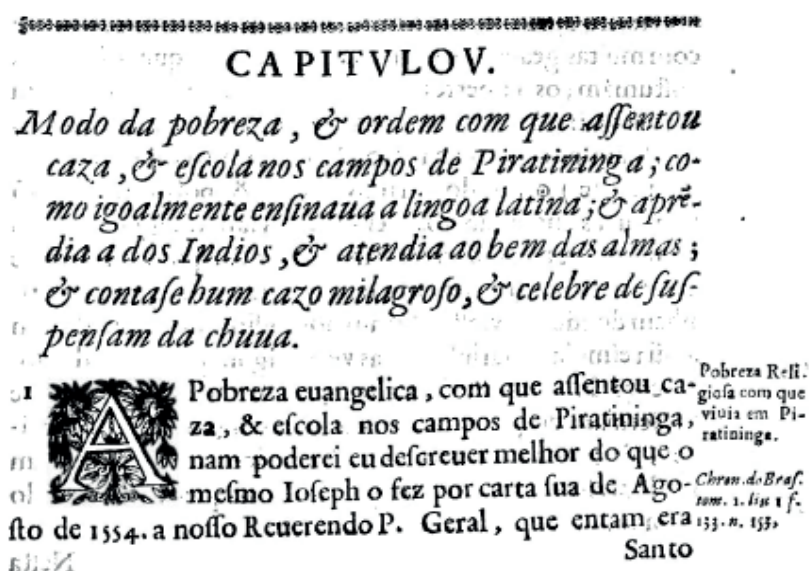 CAPITVLO V.
Modo da pobreza, & ordem com que aſſentou
caza, & eſcola nos campos de Piratininga; co-
mo igoalmente enſinaua a lingoa latina; & aprē-
dia a dos Indios, & atendia ao bem das almas;
& contaſe hum cazo milagroſo, & celebre de ſuſ-
penſam da chuua.
1 A Pobreza euangelica, com que aſſentou ca-
za, & eſcola nos campos de Piratininga,
nam poderei eu deſcreuer melhor do que o
meſmo Ioſeph o fez por carta ſua de Ago-
ſto de 1554. a noſſo Reuerendo P. Geral, que entam era
Santo
Pobreza Reli-
gioſa com que
viuia em Pi-
ratininga.
Chron. do Braſ.
tom. 1. liu 1 f.
133. n. 153,